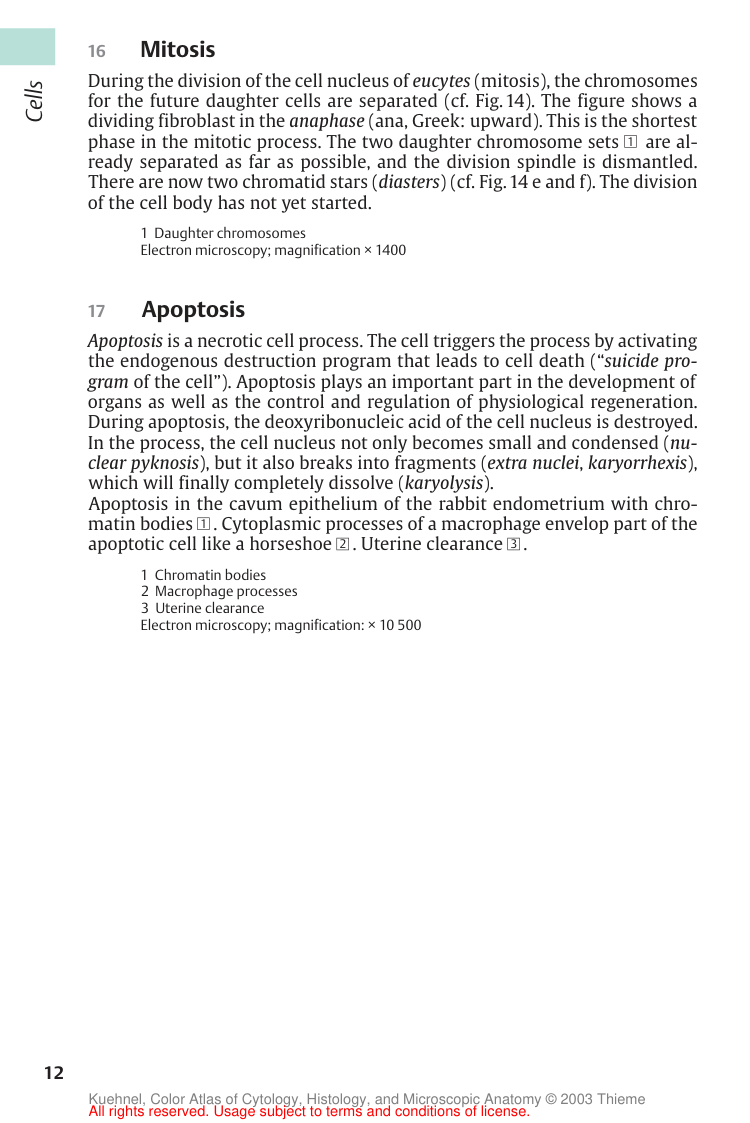 Cells
16 Mitosis
During the division of the cell nucleus of eucytes (mitosis), the chromosomes
for the future daughter cells are separated (cf. Fig. 14). The figure shows a
dividing fibroblast in the anaphase (ana, Greek: upward). This is the shortest
phase in the mitotic process. The two daughter chromosome sets 1 are al-
ready separated as far as possible, and the division spindle is dismantled.
There are now two chromatid stars (diasters) (cf. Fig. 14 e and f). The division
of the cell body has not yet started.
1 Daughter chromosomes
Electron microscopy; magnification × 1400
17 Apoptosis
Apoptosis is a necrotic cell process. The cell triggers the process by activating
the endogenous destruction program that leads to cell death (“suicide pro-
gram of the cell”). Apoptosis plays an important part in the development of
organs as well as the control and regulation of physiological regeneration.
During apoptosis, the deoxyribonucleic acid of the cell nucleus is destroyed.
In the process, the cell nucleus not only becomes small and condensed (nu-
clear pyknosis), but it also breaks into fragments (extra nuclei, karyorrhexis),
which will finally completely dissolve (karyolysis).
Apoptosis in the cavum epithelium of the rabbit endometrium with chro-
matin bodies 1. Cytoplasmic processes of a macrophage envelop part of the
apoptotic cell like a horseshoe 2. Uterine clearance 3.
1 Chromatin bodies
2 Macrophage processes
3 Uterine clearance
Electron microscopy; magnification: × 10 500
12
Kuehnel, Color Atlas of Cytology, Histology, and Microscopic Anatomy © 2003 Thieme
All rights reserved. Usage subject to terms and conditions of license.